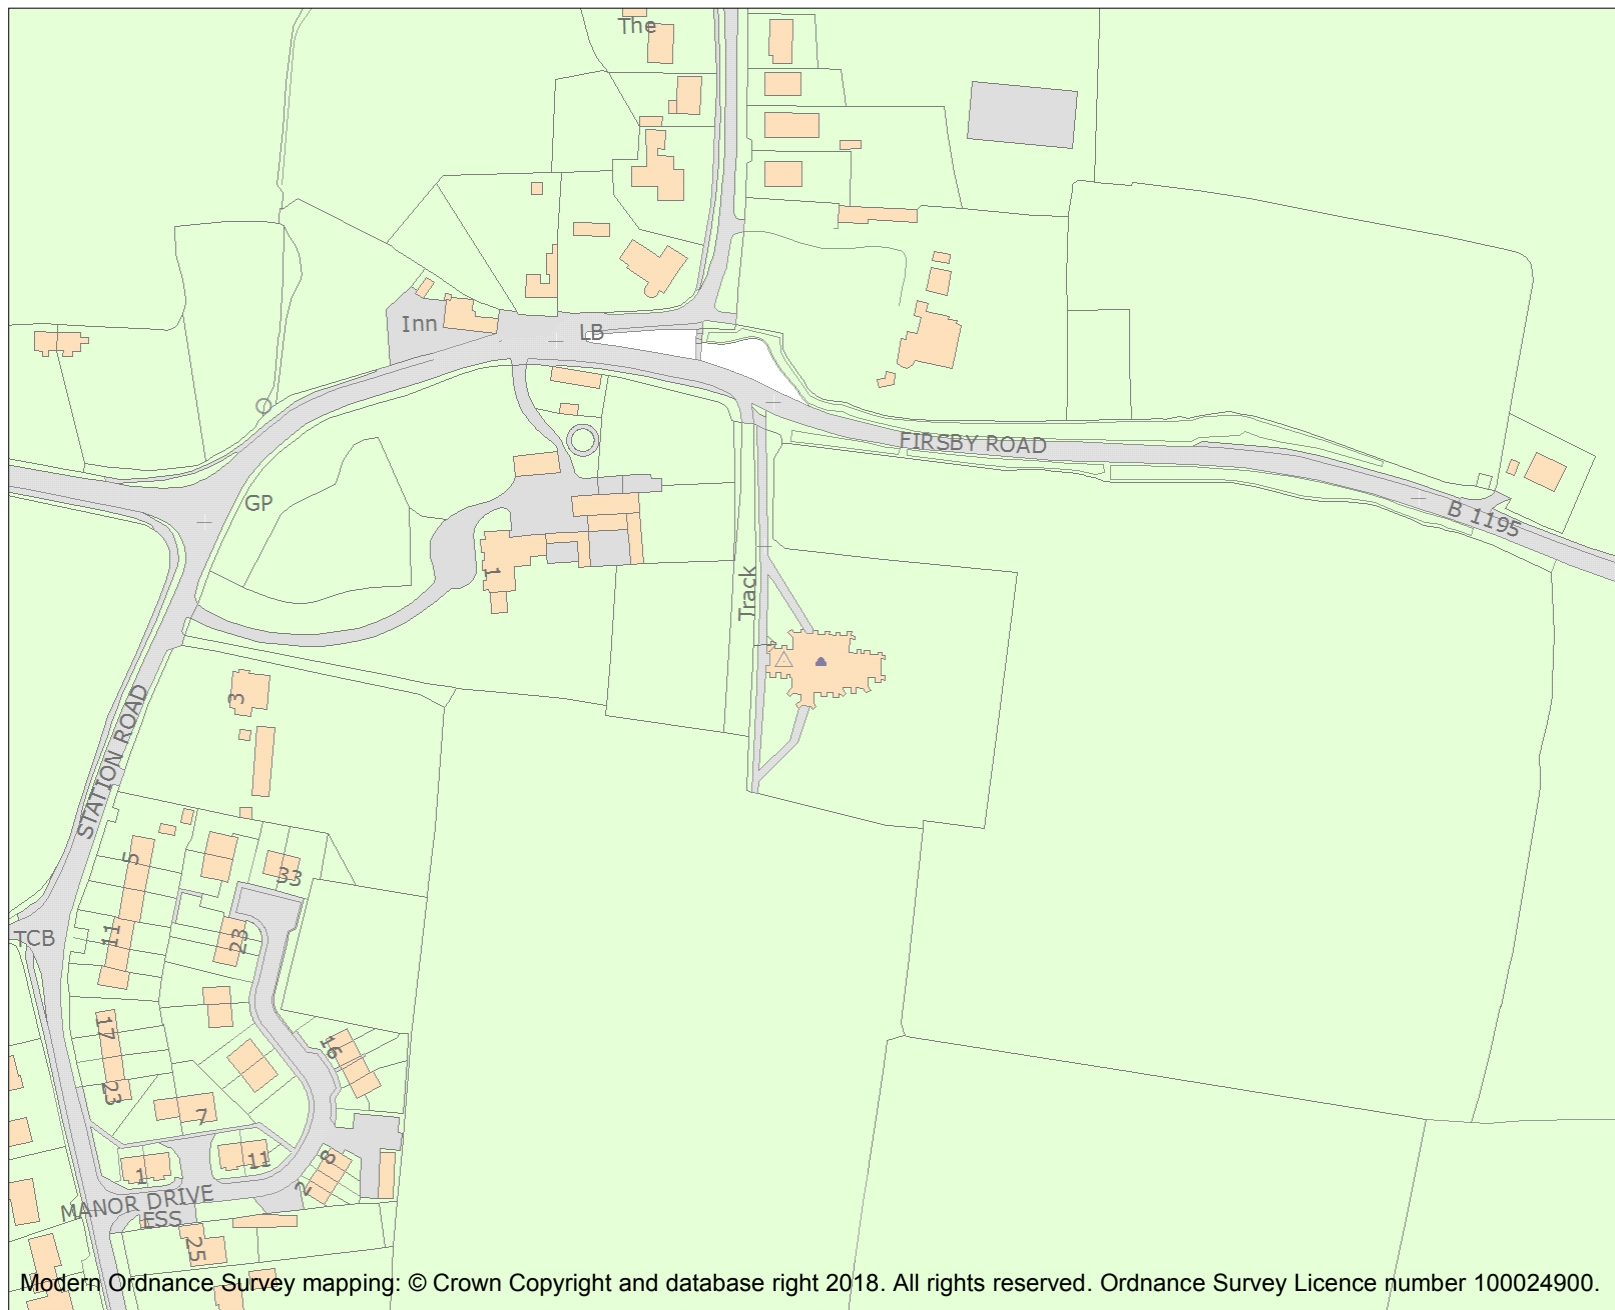 The
Inn
LB
FIRSBY ROAD
GP
B 1195
1
Track
3
STATION ROAD
5
33
11
23
TCB
17
16
23
7
11
1
8
2
MANOR DRIVE
ESS
25
Modern Ordnance Survey mapping: © Crown Copyright and database right 2018. All rights reserved. Ordnance Survey Licence number 100024900.